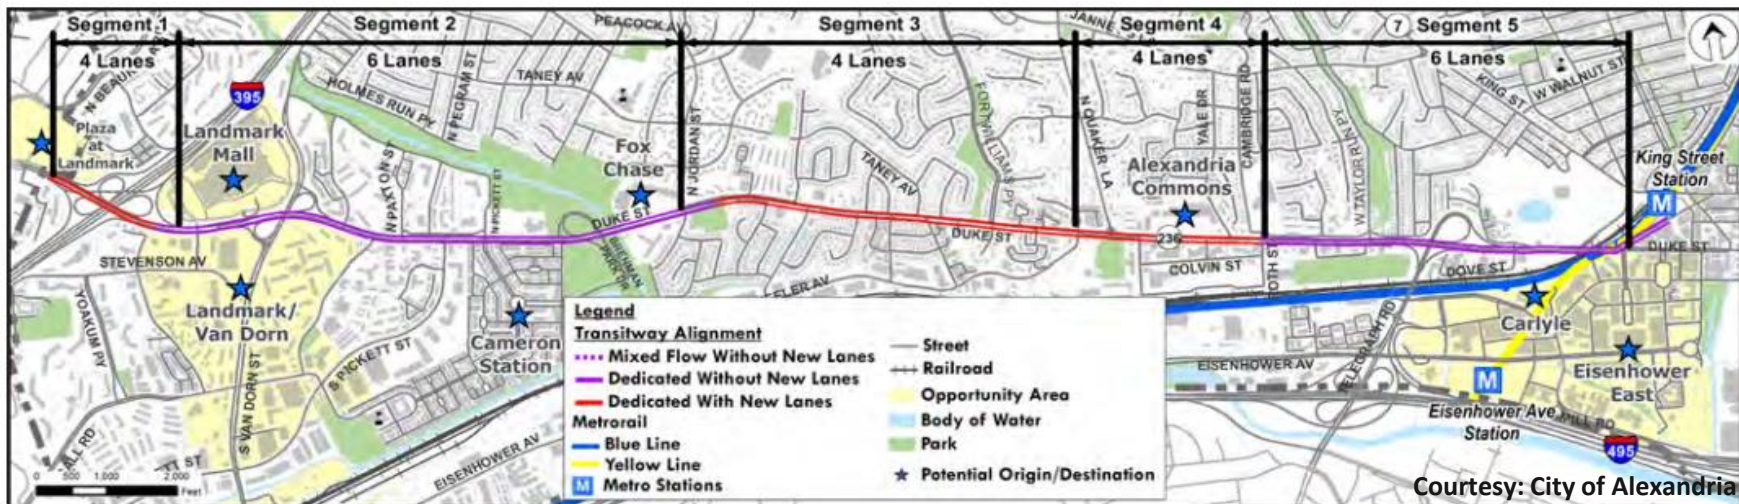 Segment 1
Segment 2
Segment 3
Segment 4
7 Segment 5
4 Lanes
6 Lanes
4 Lanes
4 Lanes
6 Lanes
PEACOCK AV
N PEGRAM ST
TANEY AV
KING ST
W WALNUT ST
395
HOLMES RUN PY
Plaza
at
Landmark
Landmark
Mall
N PATTON ST
N PICKETT ST
Fox
Chase
N JORDAN ST
TANEY AV
FORT WILLIAMS PY
N QUAKER LA
YALE DR
CAMBRIDGE RD
Alexandria
Commons
W TAYLOR RUN PY
King Street
Station
M
DUKE ST
DUKE ST
236
DUKE ST
STEVENSON AV
COLVIN ST
ROTH ST
DOVE ST
YOAKUM PY
Landmark/
Van Dorn
S VAN DORN ST
S PICKETT ST
Cameron
Station
TELEGRAPH RD
EISENHOWER AV
Carlyle
Eisenhower
East
M
Eisenhower Ave
Station
MILL RD
495
EISENHOWER AV
0 500 1,000 2,000
Feet
Legend
Transitway Alignment
Mixed Flow Without New Lanes
Dedicated Without New Lanes
Dedicated With New Lanes
Metrorail
Blue Line
Yellow Line
M Metro Stations
Street
Railroad
Opportunity Area
Body of Water
Park
Potential Origin/Destination
Courtesy: City of Alexandria